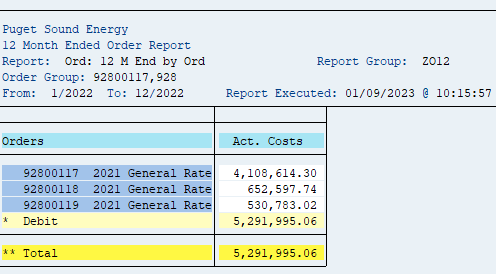 Puget Sound Energy
12 Month Ended Order Report
Report: Ord: 12 M End by Ord Report Group: ZO12
Order Group: 92800117,928
From: 1/2022 To: 12/2022 Report Executed: 01/09/2023 @ 10:15:57
Orders Act. Costs
92800117 2021 General Rate 4,108,614.30
92800118 2021 General Rate 652,597.74
92800119 2021 General Rate 530,783.02
* Debit 5,291,995.06
** Total 5,291,995.06